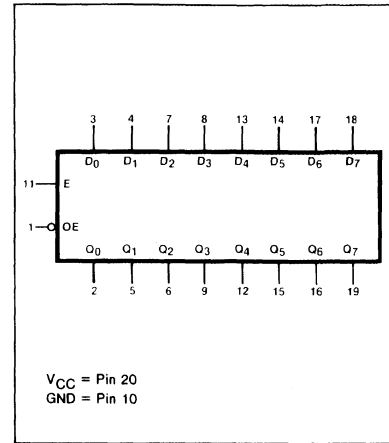 3 4 7 8 13 14 17 18
D0 D1 D2 D3 D4 D5 D6 D7
11 E
1 OE
Q0 Q1 Q2 Q3 Q4 Q5 Q6 Q7
2 5 6 9 12 15 16 19
VCC = Pin 20
GND = Pin 10